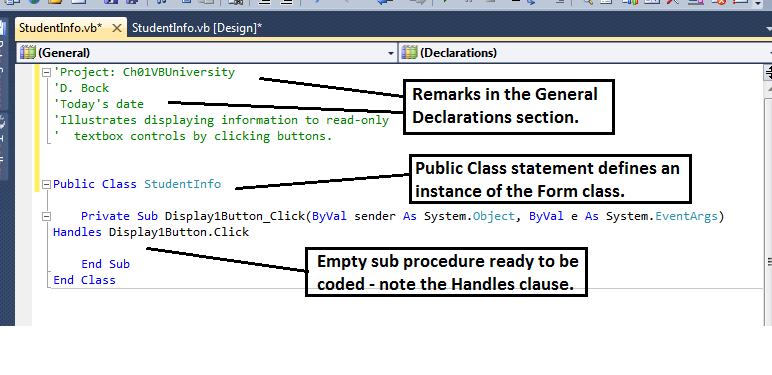 StudentInfo.vb* StudentInfo.vb [Design]*
(General) (Declarations)
'Project: Ch01VBUniversity
'D. Bock
'Today's date
'Illustrates displaying information to read-only
' textbox controls by clicking buttons.
Remarks in the General
Declarations section.
Public Class StudentInfo
Public Class statement defines an
instance of the Form class.
Private Sub Display1Button_Click(ByVal sender As System.Object, ByVal e As System.EventArgs)
Handles Display1Button.Click
End Sub
End Class
Empty sub procedure ready to be
coded - note the Handles clause.